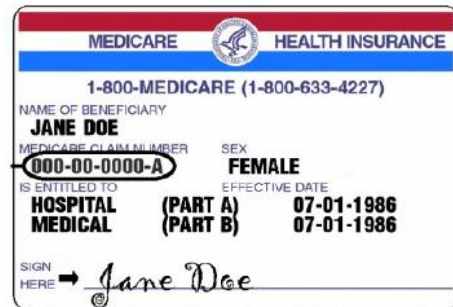 MEDICARE HEALTH INSURANCE
1-800-MEDICARE (1-800-633-4227)
NAME OF BENEFICIARY
JANE DOE
MEDICARE CLAIM NUMBER SEX
000-00-0000-A FEMALE
IS ENTITLED TO EFFECTIVE DATE
HOSPITAL (PART A) 07-01-1986
MEDICAL (PART B) 07-01-1986
SIGN
HERE Jane Doe